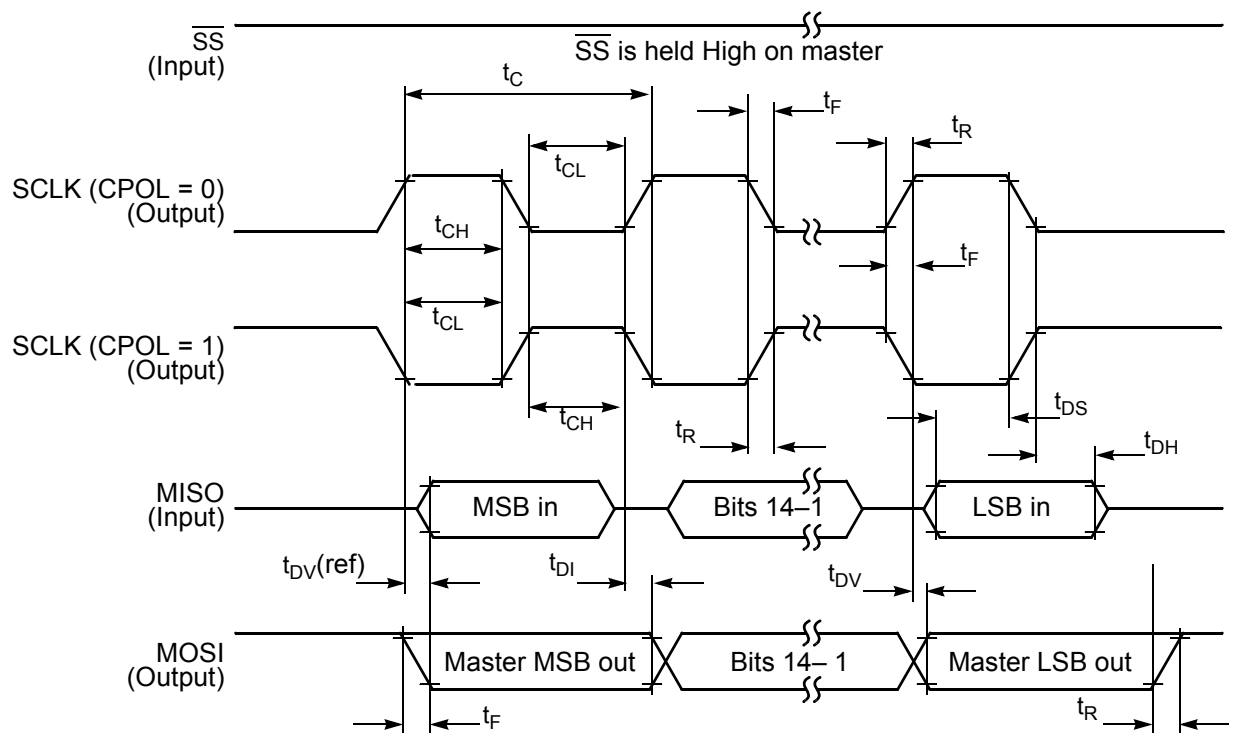 SS
(Input)
SS is held High on master
tC
tF
tR
tCL
SCLK (CPOL = 0)
(Output)
tCH
tF
tCL
SCLK (CPOL = 1)
(Output)
tCH
tR
tDS
tDH
MISO
(Input)
MSB in
Bits 14–1
LSB in
tDV(ref)
tDI
tDV
MOSI
(Output)
Master MSB out
Bits 14– 1
Master LSB out
tF
tR